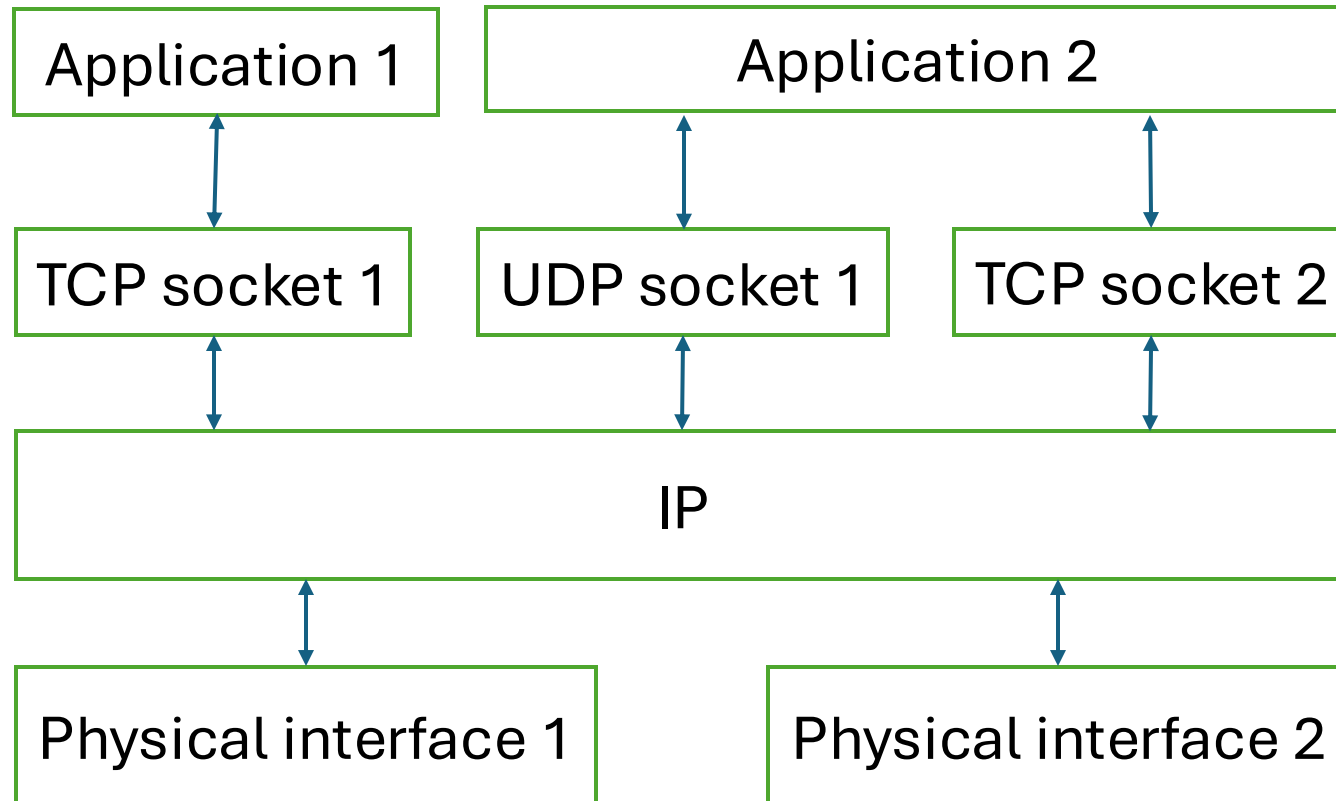 Application 1
Application 2
TCP socket 1
UDP socket 1
TCP socket 2
IP
Physical interface 1
Physical interface 2